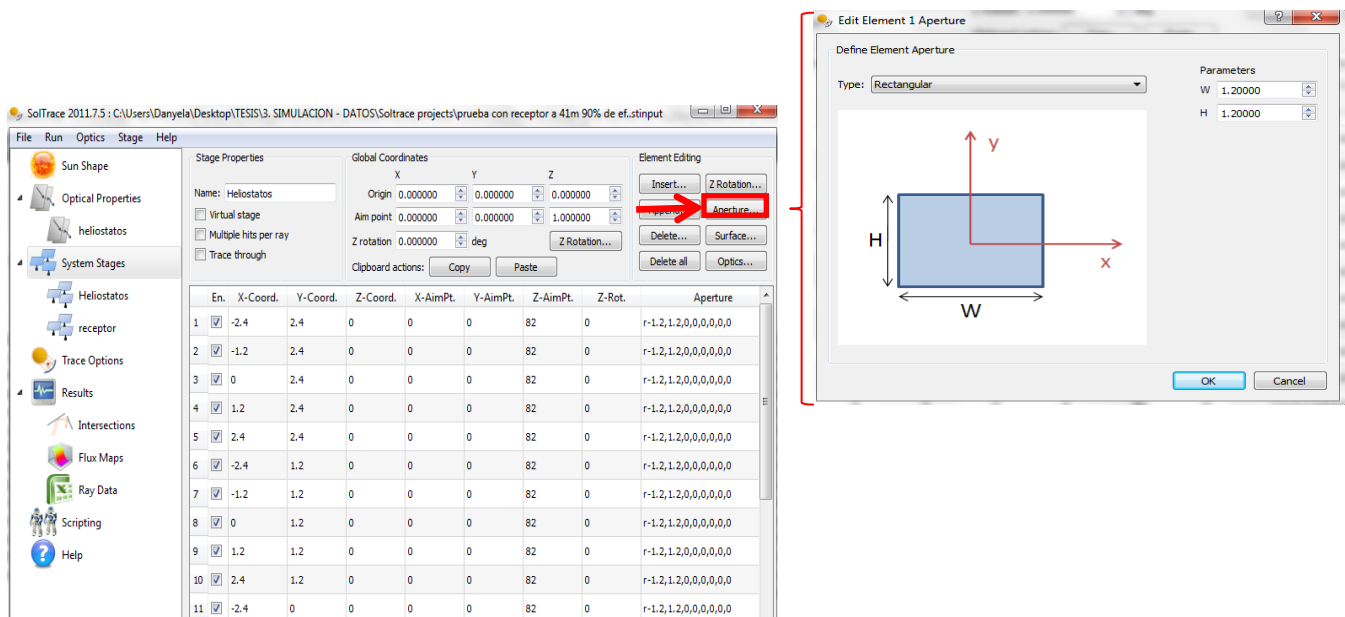 SolTrace 2011.7.5 : C:\Users\Danyela\Desktop\TESIS\3. SIMULACION - DATOS\Soltrace projects\prueba con receptor a 41m 90% de ef..stinput
File Run Optics Stage Help
Sun Shape
Optical Properties
heliostatos
System Stages
Heliostatos
receptor
Trace Options
Results
Intersections
Flux Maps
Ray Data
Scripting
Help
Stage Properties
Name: Heliostatos
Virtual stage
Multiple hits per ray
Trace through
Global Coordinates
X Y Z
Origin 0.000000 0.000000 0.000000
Aim point 0.000000 0.000000 1.000000
Z rotation 0.000000 deg Z Rotation...
Clipboard actions: Copy Paste
Element Editing
Insert... Z Rotation...
Aperture...
Delete... Surface...
Delete all Optics...
En. X-Coord. Y-Coord. Z-Coord. X-AimPt. Y-AimPt. Z-AimPt. Z-Rot. Aperture
1 -2.4 2.4 0 0 0 82 0 r-1.2,1.2,0,0,0,0,0,0
2 -1.2 2.4 0 0 0 82 0 r-1.2,1.2,0,0,0,0,0,0
3 0 2.4 0 0 0 82 0 r-1.2,1.2,0,0,0,0,0,0
4 1.2 2.4 0 0 0 82 0 r-1.2,1.2,0,0,0,0,0,0
5 2.4 2.4 0 0 0 82 0 r-1.2,1.2,0,0,0,0,0,0
6 -2.4 1.2 0 0 0 82 0 r-1.2,1.2,0,0,0,0,0,0
7 -1.2 1.2 0 0 0 82 0 r-1.2,1.2,0,0,0,0,0,0
8 0 1.2 0 0 0 82 0 r-1.2,1.2,0,0,0,0,0,0
9 1.2 1.2 0 0 0 82 0 r-1.2,1.2,0,0,0,0,0,0
10 2.4 1.2 0 0 0 82 0 r-1.2,1.2,0,0,0,0,0,0
11 -2.4 0 0 0 0 82 0 r-1.2,1.2,0,0,0,0,0,0
Edit Element 1 Aperture
Define Element Aperture
Type: Rectangular
Parameters
W 1.20000
H 1.20000
y
H
x
W
OK Cancel